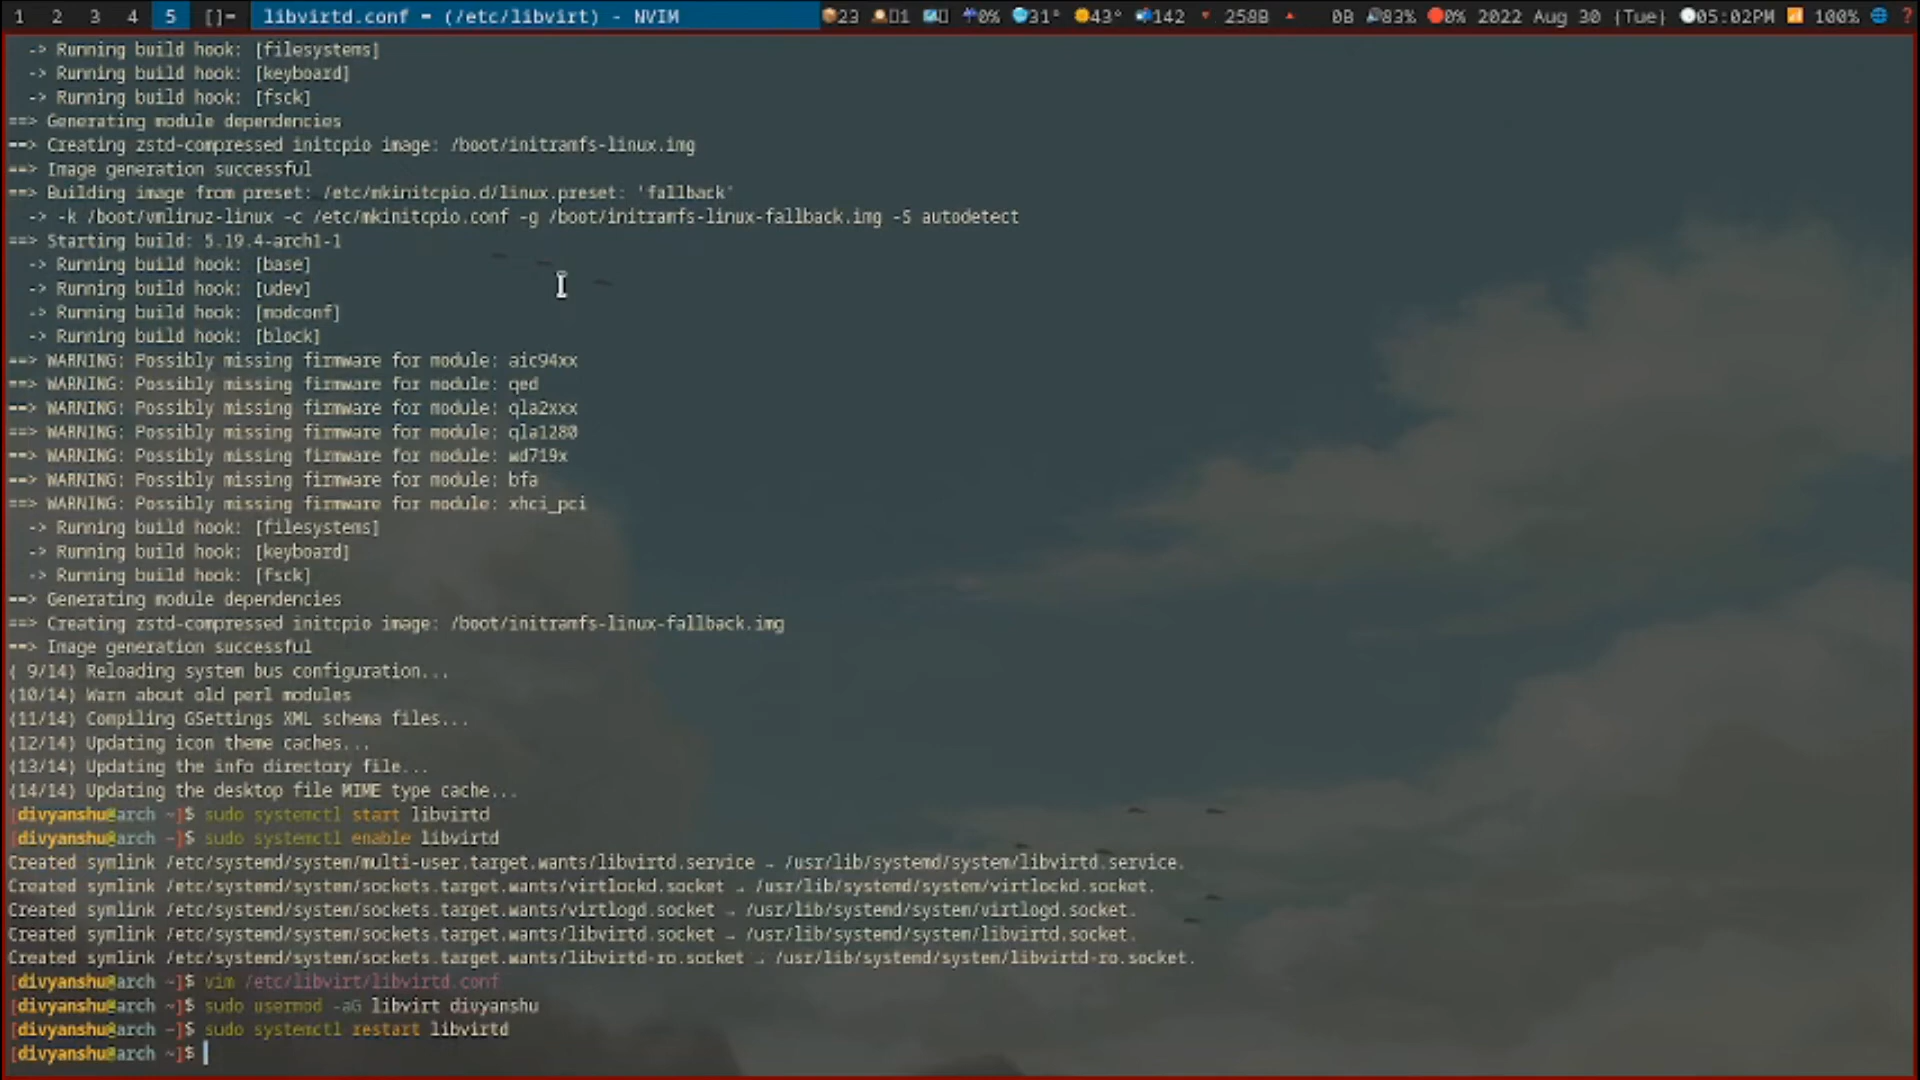 1 2 3 4 5 []= libvirtd.conf = (/etc/libvirt) - NVIM 23 1 0% 31° 43° 142 258B 0B 83% 0% 2022 Aug 30 (Tue) 05:02PM 100% ?
-> Running build hook: [filesystems]
-> Running build hook: [keyboard]
-> Running build hook: [fsck]
==> Generating module dependencies
==> Creating zstd-compressed initcpio image: /boot/initramfs-linux.img
==> Image generation successful
==> Building image from preset: /etc/mkinitcpio.d/linux.preset: 'fallback'
-> -k /boot/vmlinuz-linux -c /etc/mkinitcpio.conf -g /boot/initramfs-linux-fallback.img -S autodetect
==> Starting build: 5.19.4-arch1-1
-> Running build hook: [base]
-> Running build hook: [udev]
-> Running build hook: [modconf]
-> Running build hook: [block]
==> WARNING: Possibly missing firmware for module: aic94xx
==> WARNING: Possibly missing firmware for module: qed
==> WARNING: Possibly missing firmware for module: qla2xxx
==> WARNING: Possibly missing firmware for module: qla1280
==> WARNING: Possibly missing firmware for module: wd719x
==> WARNING: Possibly missing firmware for module: bfa
==> WARNING: Possibly missing firmware for module: xhci_pci
-> Running build hook: [filesystems]
-> Running build hook: [keyboard]
-> Running build hook: [fsck]
==> Generating module dependencies
==> Creating zstd-compressed initcpio image: /boot/initramfs-linux-fallback.img
==> Image generation successful
( 9/14) Reloading system bus configuration...
(10/14) Warn about old perl modules
(11/14) Compiling GSettings XML schema files...
(12/14) Updating icon theme caches...
(13/14) Updating the info directory file...
(14/14) Updating the desktop file MIME type cache...
[divyanshu@arch ~]$ sudo systemctl start libvirtd
[divyanshu@arch ~]$ sudo systemctl enable libvirtd
Created symlink /etc/systemd/system/multi-user.target.wants/libvirtd.service → /usr/lib/systemd/system/libvirtd.service.
Created symlink /etc/systemd/system/sockets.target.wants/virtlockd.socket → /usr/lib/systemd/system/virtlockd.socket.
Created symlink /etc/systemd/system/sockets.target.wants/virtlogd.socket → /usr/lib/systemd/system/virtlogd.socket.
Created symlink /etc/systemd/system/sockets.target.wants/libvirtd.socket → /usr/lib/systemd/system/libvirtd.socket.
Created symlink /etc/systemd/system/sockets.target.wants/libvirtd-ro.socket → /usr/lib/systemd/system/libvirtd-ro.socket.
[divyanshu@arch ~]$ vim /etc/libvirt/libvirtd.conf
[divyanshu@arch ~]$ sudo usermod -aG libvirt divyanshu
[divyanshu@arch ~]$ sudo systemctl restart libvirtd
[divyanshu@arch ~]$